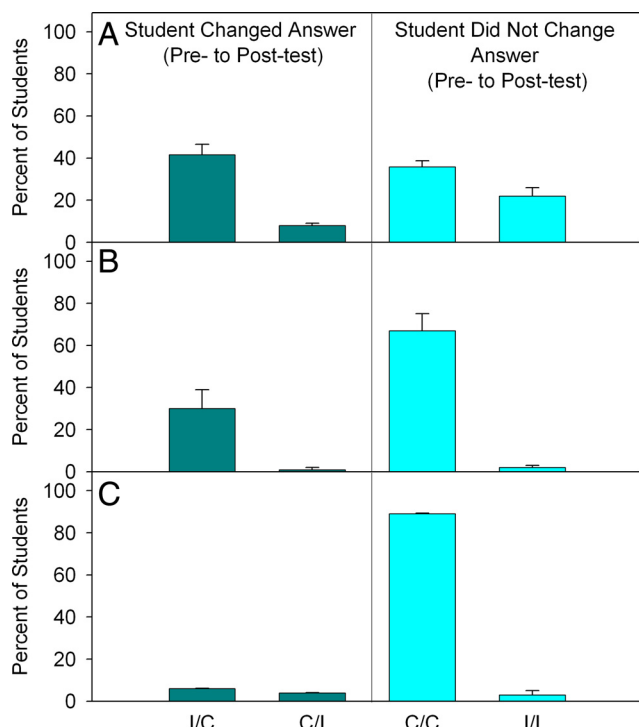 A
Student Changed Answer
(Pre- to Post-test)
Student Did Not Change
Answer
(Pre- to Post-test)
Percent of Students
100
80
60
40
20
0
B
Percent of Students
100
80
60
40
20
0
C
Percent of Students
100
80
60
40
20
0
I/C C/I C/C I/I